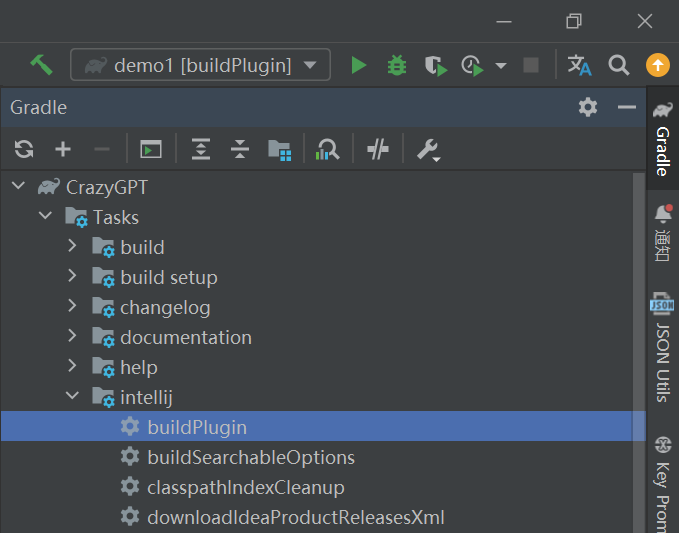 demo1 [buildPlugin]
Gradle
CrazyGPT
Tasks
build
build setup
changelog
documentation
help
intellij
buildPlugin
buildSearchableOptions
classpathIndexCleanup
downloadIdeaProductReleasesXml
Gradle
通知
JSON
JSON Utils
Key Prom